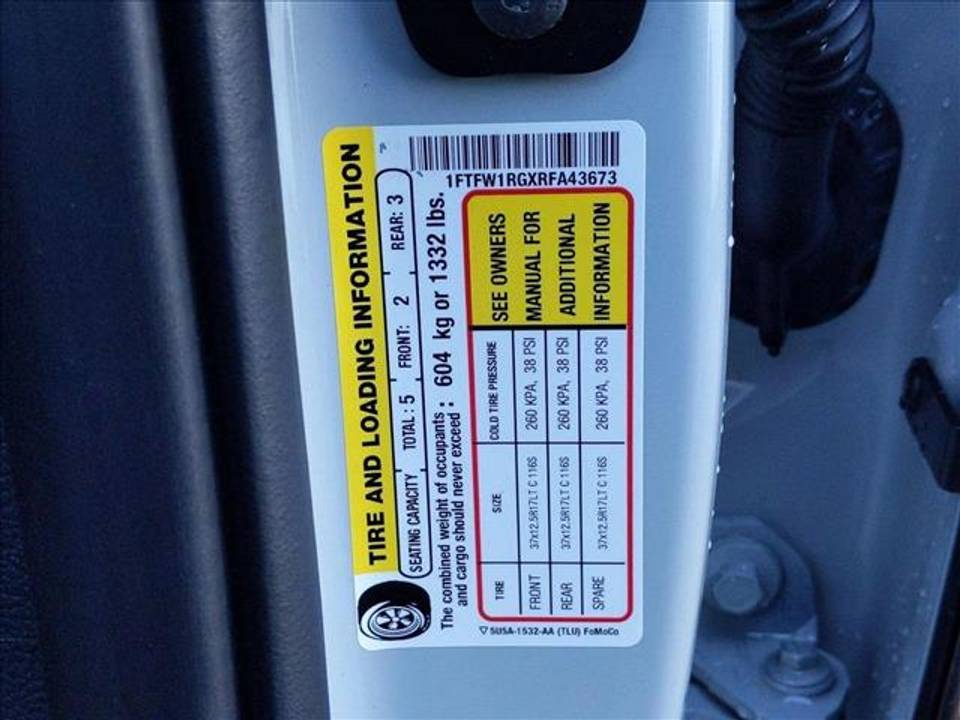 TIRE AND LOADING INFORMATION
SEATING CAPACITY TOTAL : 5 FRONT: 2 REAR: 3
The combined weight of occupants
and cargo should never exceed : 604 kg or 1332 lbs.
TIRE SIZE COLD TIRE PRESSURE
FRONT 37x12.5R17LT C 116S 260 KPA, 38 PSI
REAR 37x12.5R17LT C 116S 260 KPA, 38 PSI
SPARE 37x12.5R17LT C 116S 260 KPA, 38 PSI
SEE OWNERS
MANUAL FOR
ADDITIONAL
INFORMATION
1FTFW1RGXRFA43673
5U5A-1532-AA (TLU) FoMoCo